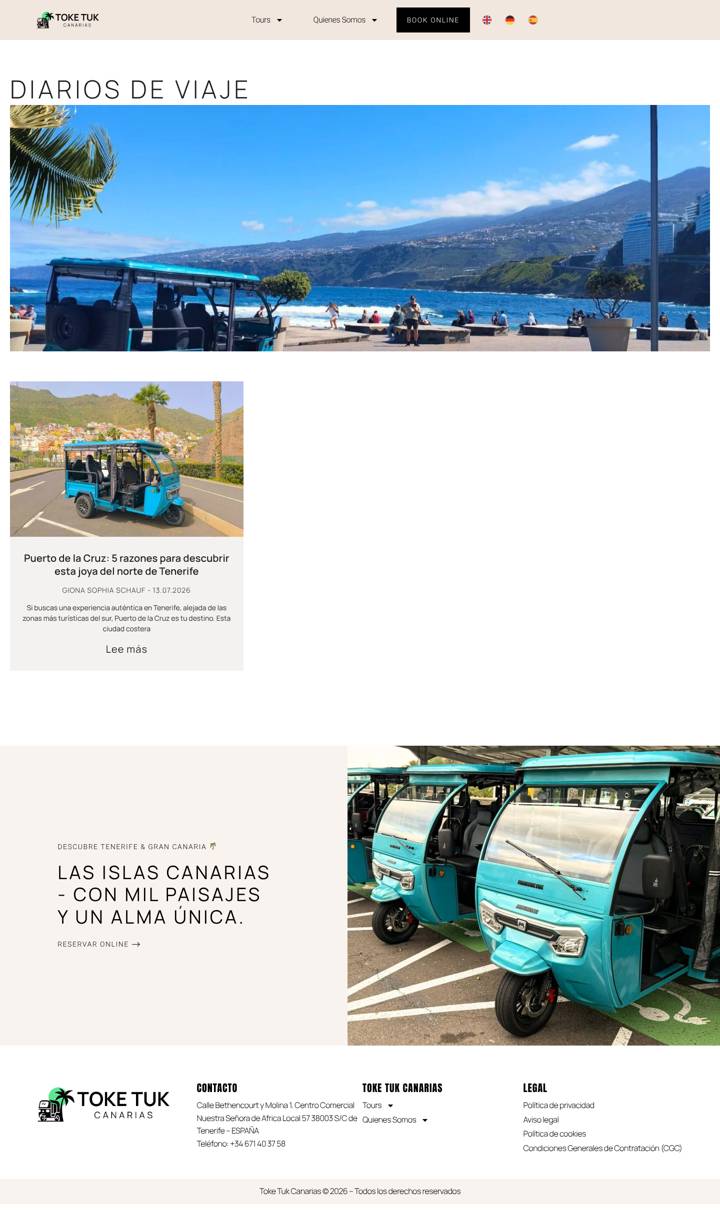 TOKE TUK
CANARIAS
Tours
Quienes Somos
BOOK ONLINE
DIARIOS DE VIAJE
Puerto de la Cruz: 5 razones para descubrir
esta joya del norte de Tenerife
GIONA SOPHIA SCHAUF - 13.07.2026
Si buscas una experiencia auténtica en Tenerife, alejada de las
zonas más turísticas del sur, Puerto de la Cruz es tu destino. Esta
ciudad costera
Lee más
DESCUBRE TENERIFE & GRAN CANARIA 🌴
LAS ISLAS CANARIAS
- CON MIL PAISAJES
Y UN ALMA ÚNICA.
RESERVAR ONLINE →
TOKE TUK
CANARIAS
CONTACTO
Calle Bethencourt y Molina 1. Centro Comercial
Nuestra Señora de Africa Local 57 38003 S/C de
Tenerife – ESPAÑA
Teléfono: +34 671 40 37 58
TOKE TUK CANARIAS
Tours
Quienes Somos
LEGAL
Política de privacidad
Aviso legal
Política de cookies
Condiciones Generales de Contratación (CGC)
Toke Tuk Canarias © 2026 – Todos los derechos reservados